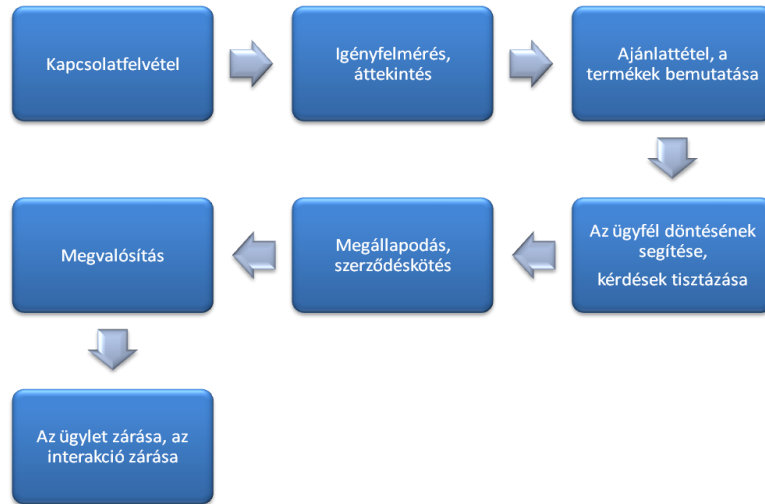 Kapcsolatfelvétel
Igényfelmérés,
áttekintés
Ajánlattétel, a
termékek bemutatása
Az ügyfél döntésének
segítése,
kérdések tisztázása
Megállapodás,
szerződéskötés
Megvalósítás
Az ügylet zárása, az
interakció zárása